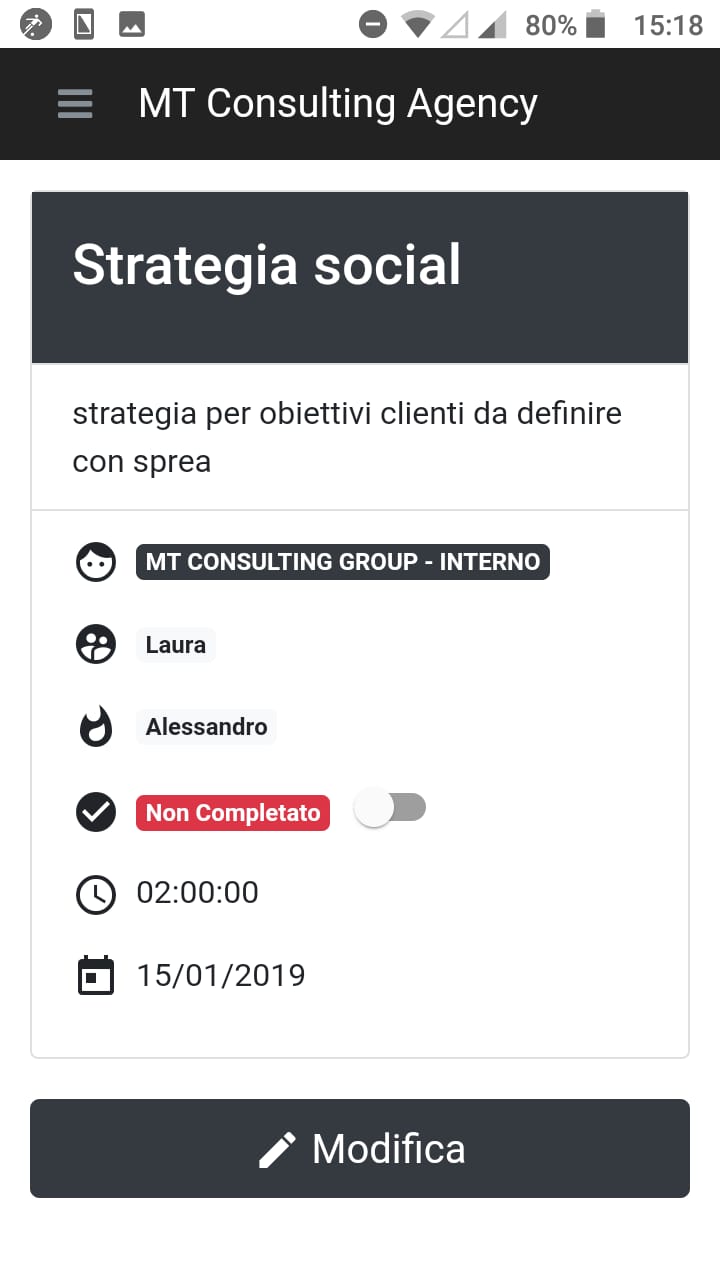 80% 15:18
MT Consulting Agency
Strategia social
strategia per obiettivi clienti da definire
con sprea
MT CONSULTING GROUP - INTERNO
Laura
Alessandro
Non Completato
02:00:00
15/01/2019
Modifica